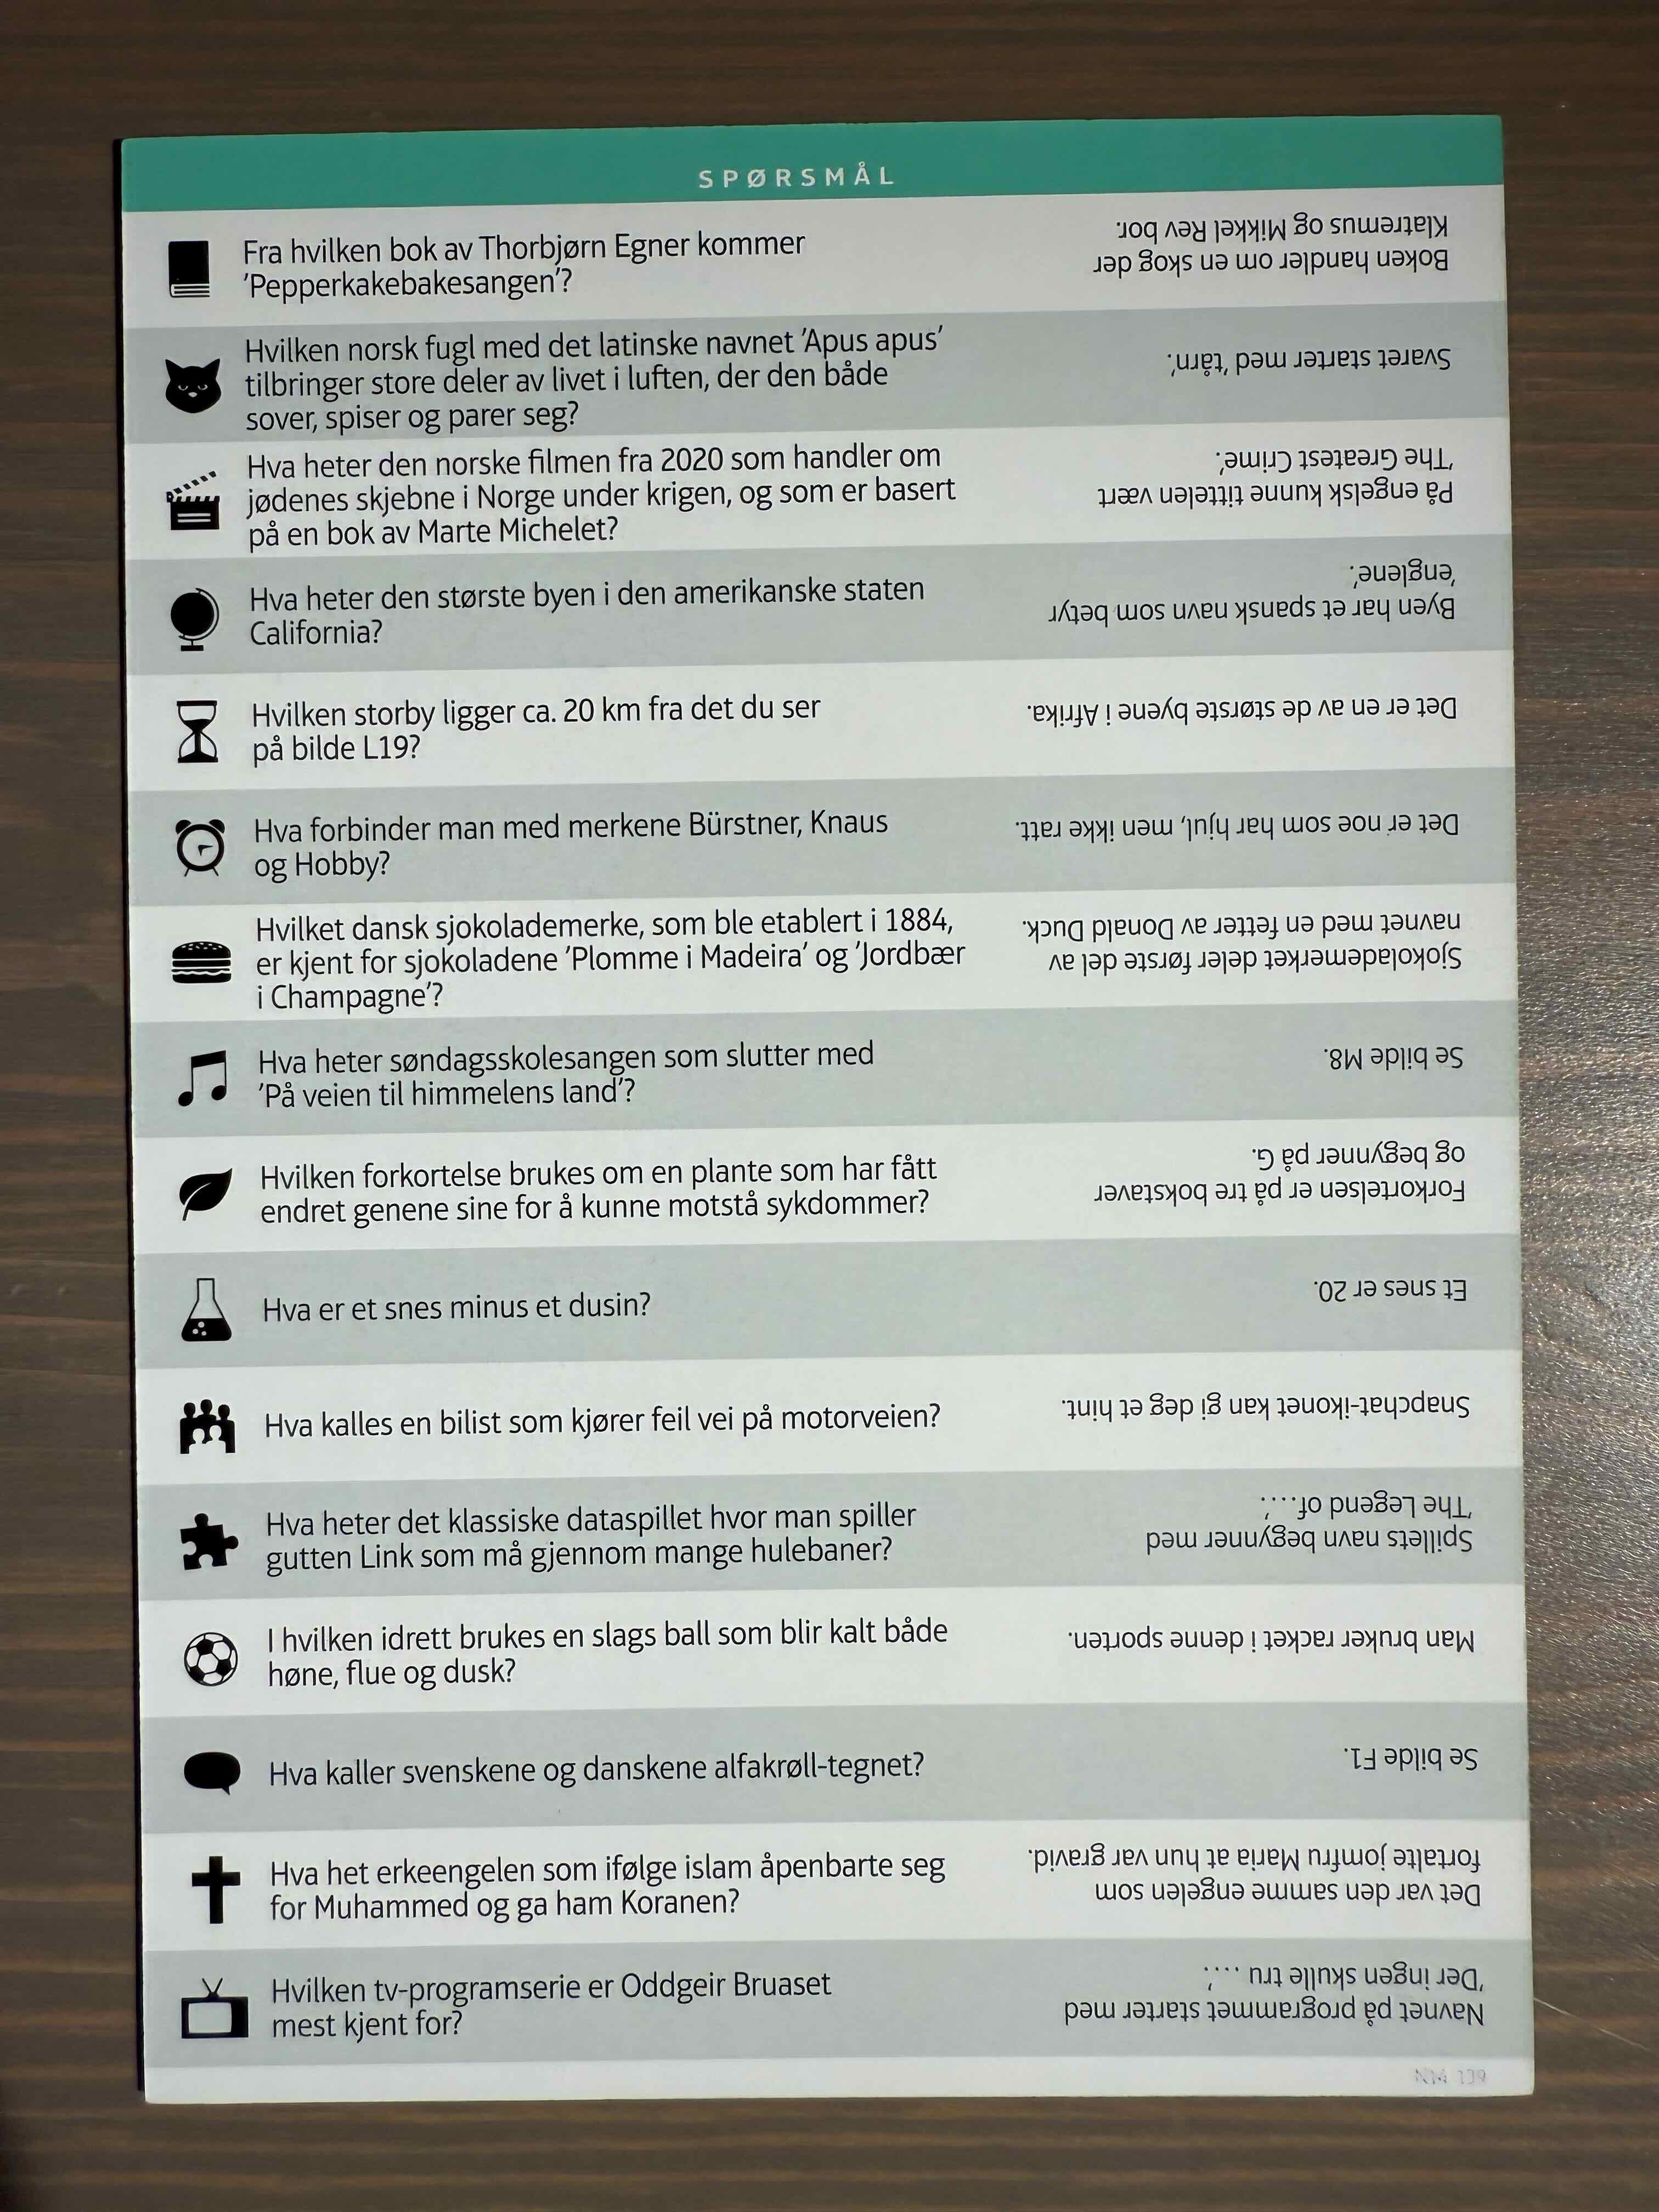 SPØRSMÅL
Fra hvilken bok av Thorbjørn Egner kommer
'Pepperkakebakesangen'?
Boken handler om en skog der
Klatremus og Mikkel Rev bor.
Hvilken norsk fugl med det latinske navnet 'Apus apus'
tilbringer store deler av livet i luften, der den både
sover, spiser og parer seg?
Svaret starter med 'tårn'.
Hva heter den norske filmen fra 2020 som handler om
jødenes skjebne i Norge under krigen, og som er basert
på en bok av Marte Michelet?
På engelsk kunne tittelen vært
'The Greatest Crime'.
Hva heter den største byen i den amerikanske staten
California?
Byen har et spansk navn som betyr
'englene'.
Hvilken storby ligger ca. 20 km fra det du ser
på bilde L19?
Det er en av de største byene i Afrika.
Hva forbinder man med merkene Bürstner, Knaus
og Hobby?
Det er noe som har hjul, men ikke ratt.
Hvilket dansk sjokolademerke, som ble etablert i 1884,
er kjent for sjokoladene 'Plomme i Madeira' og 'Jordbær
i Champagne'?
Sjokolademerket deler første del av
navnet med en fetter av Donald Duck.
Hva heter søndagsskolesangen som slutter med
'På veien til himmelens land'?
Se bilde M8.
Hvilken forkortelse brukes om en plante som har fått
endret genene sine for å kunne motstå sykdommer?
Forkortelsen er på tre bokstaver
og begynner på G.
Hva er et snes minus et dusin?
Et snes er 20.
Hva kalles en bilist som kjører feil vei på motorveien?
Snapchat-ikonet kan gi deg et hint.
Hva heter det klassiske dataspillet hvor man spiller
gutten Link som må gjennom mange hulebaner?
Spillets navn begynner med
'The Legend of….'.
I hvilken idrett brukes en slags ball som blir kalt både
høne, flue og dusk?
Man bruker racket i denne sporten.
Hva kaller svenskene og danskene alfakrøll-tegnet?
Se bilde F1.
Hva het erkeengelen som ifølge islam åpenbarte seg
for Muhammed og ga ham Koranen?
Det var den samme engelen som
fortalte jomfru Maria at hun var gravid.
Hvilken tv-programserie er Oddgeir Bruaset
mest kjent for?
Navnet på programmet starter med
'Der ingen skulle tru ….'.
NM 139